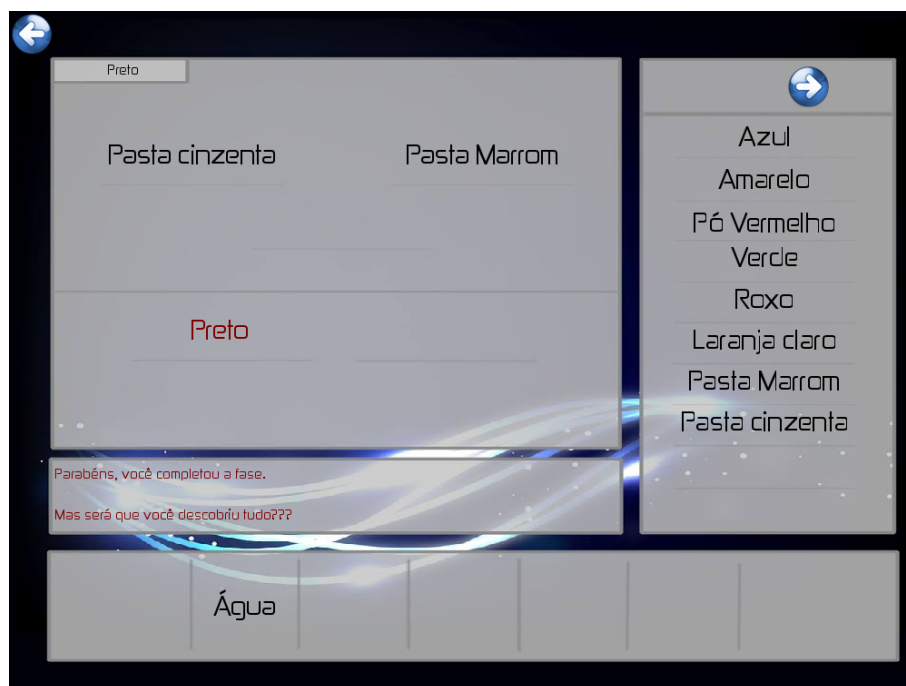 Preto
Pasta cinzenta
Pasta Marrom
Preto
Parabéns, você completou a fase.
Mas será que você descobriu tudo???
Azul
Amarelo
Pó Vermelho
Verde
Roxo
Laranja claro
Pasta Marrom
Pasta cinzenta
Água